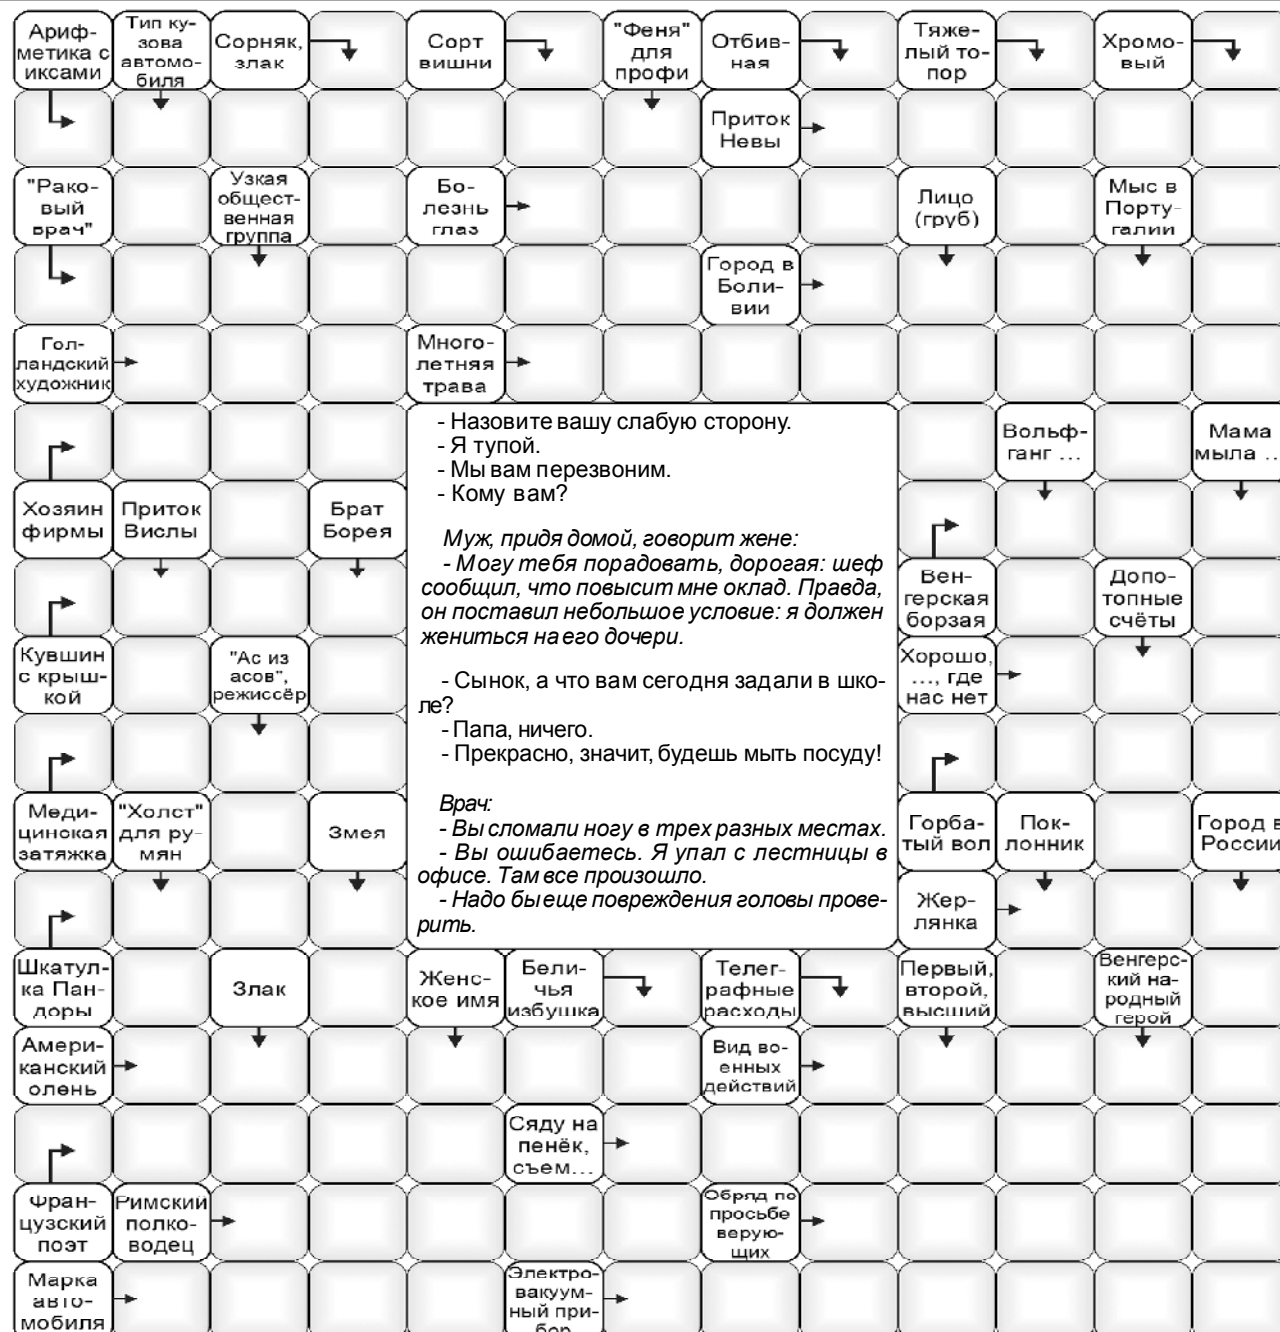 Ариф-
метика с
иксами
Тип ку-
зова
автомо-
биля
Сорняк,
злак
Сорт
вишни
"Феня"
для
профи
Отбив-
ная
Тяже-
лый то-
пор
Хромо-
вый
Приток
Невы
"Рако-
вый
врач"
Узкая
общест-
венная
группа
Бо-
лезнь
глаз
Лицо
(груб)
Мыс в
Порту-
галии
Город в
Боли-
вии
Гол-
ландский
художник
Много-
летняя
трава
- Назовите вашу слабую сторону.
- Я тупой.
- Мы вам перезвоним.
- Кому вам?
Муж, придя домой, говорит жене:
- Могу тебя порадовать, дорогая: шеф
сообщил, что повысит мне оклад. Правда,
он поставил небольшое условие: я должен
жениться на его дочери.
- Сынок, а что вам сегодня задали в шко-
ле?
- Папа, ничего.
- Прекрасно, значит, будешь мыть посуду!
Врач:
- Вы сломали ногу в трех разных местах.
- Вы ошибаетесь. Я упал с лестницы в
офисе. Там все произошло.
- Надо бы еще повреждения головы прове-
рить.
Вольф-
ганг ...
Мама
мыла ...
Хозяин
фирмы
Приток
Вислы
Брат
Борея
Вен-
герская
борзая
Допо-
топные
счёты
Кувшин
с крыш-
кой
"Ас из
асов",
режиссёр
Хорошо,
..., где
нас нет
Меди-
цинская
затяжка
"Холст"
для ру-
мян
Змея
Горба-
тый вол
Пок-
лонник
Город в
России
Жер-
лянка
Шкатул-
ка Пан-
доры
Злак
Женс-
кое имя
Бели-
чья
избушка
Телег-
рафные
расходы
Первый,
второй,
высший
Венгерс-
кий на-
родный
герой
Амери-
канский
олень
Вид во-
енных
действий
Сяду на
пенёк,
съем...
Фран-
цузский
поэт
Римский
полко-
водец
Обряд по
просьбе
верую-
щих
Марка
авто-
мобиля
Электро-
вакуум-
ный при-
бор